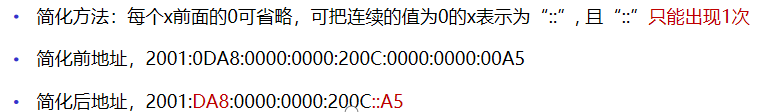 • 简化方法：每个x前面的0可省略，可把连续的值为0的x表示为“::”, 且“::”只能出现1次
• 简化前地址，2001:0DA8:0000:0000:200C:0000:0000:00A5
• 简化后地址，2001:DA8:0000:0000:200C::A5